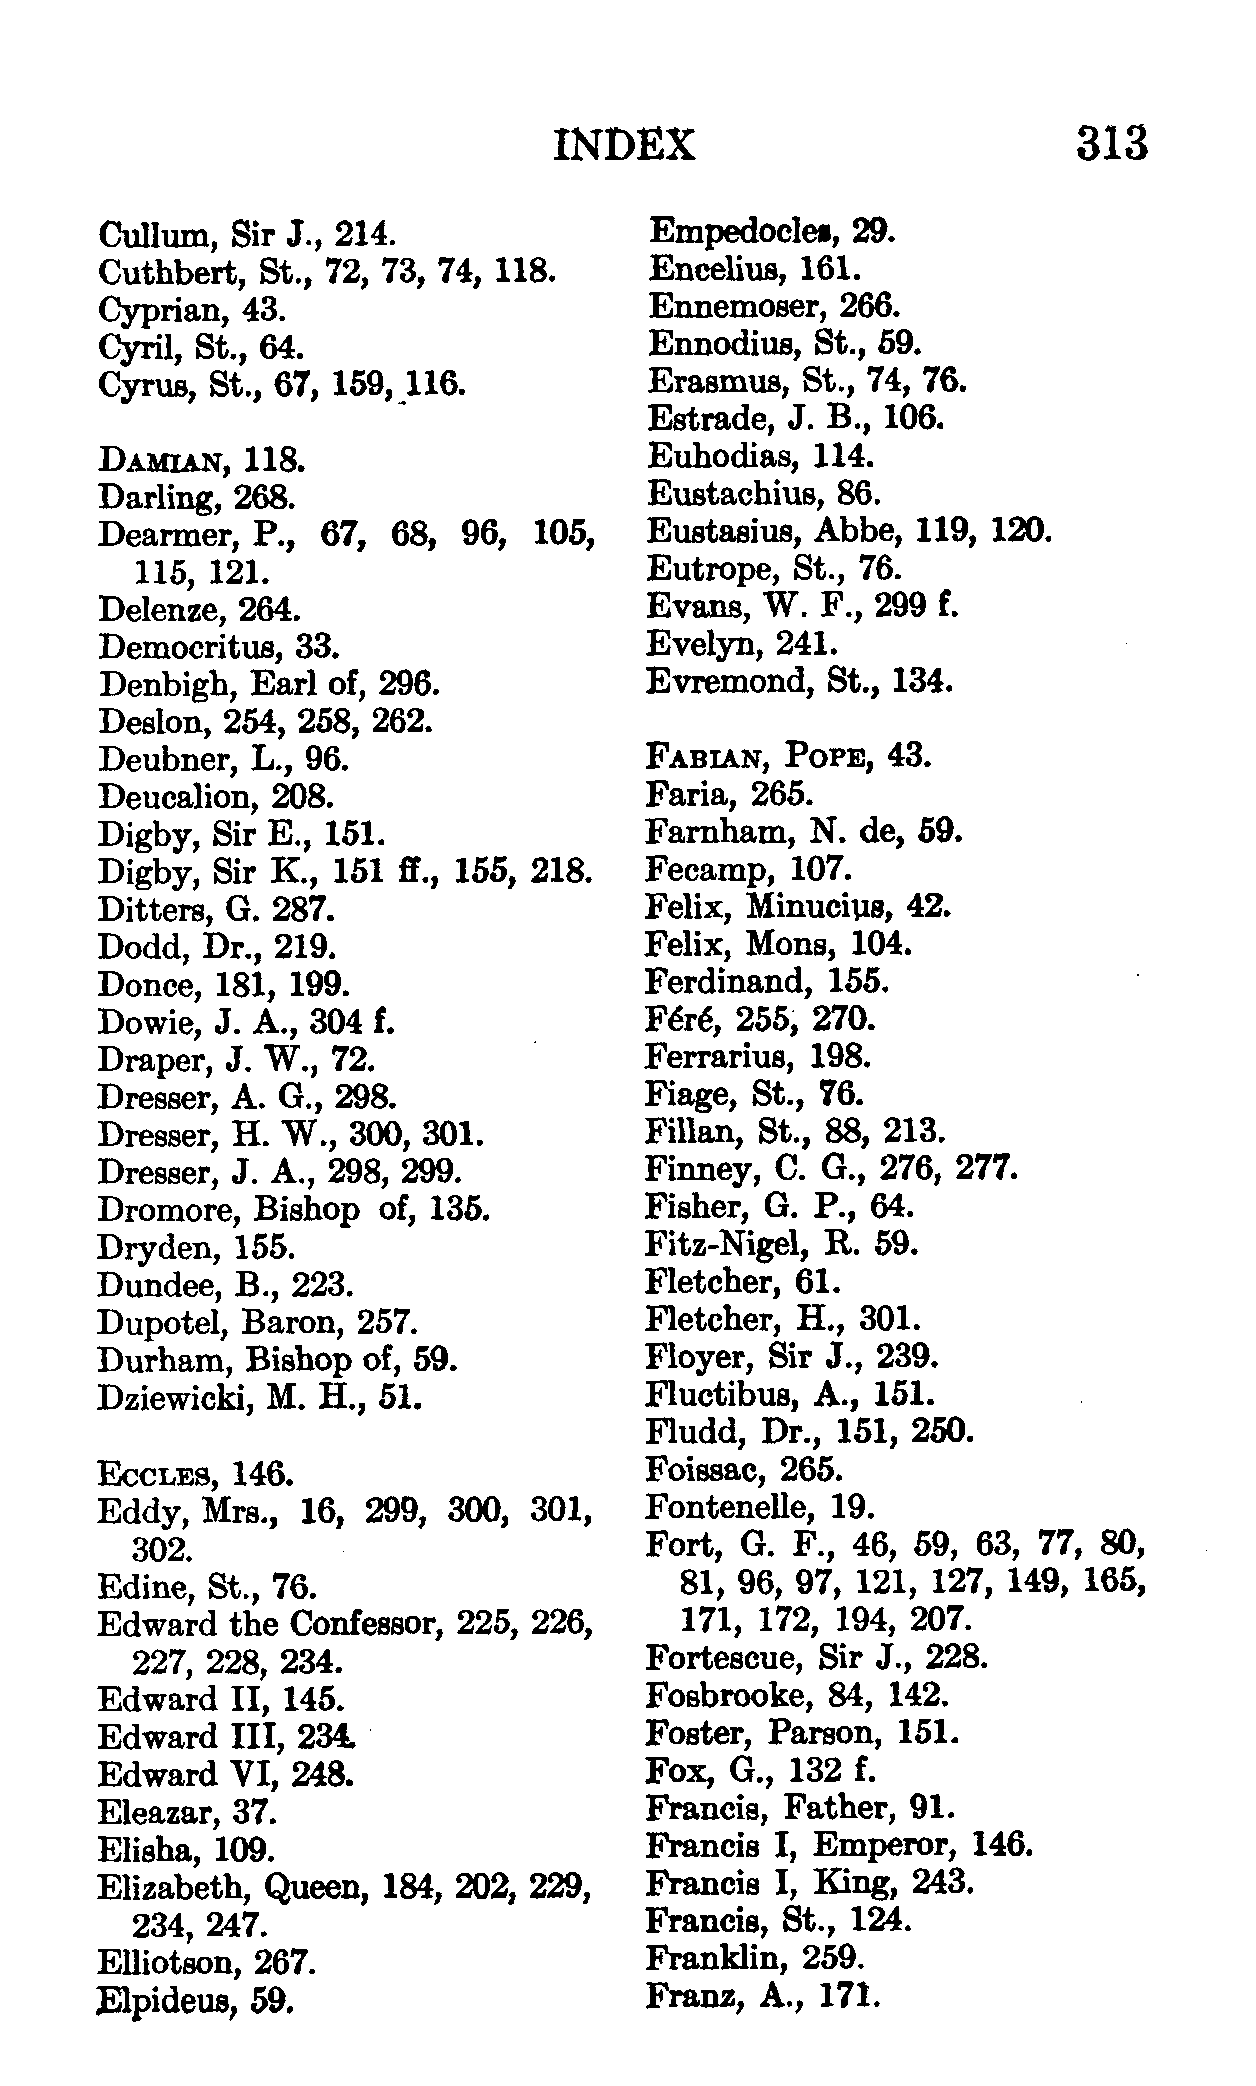 INDEX 313
Cullum, Sir J., 214.
Cuthbert, St., 72, 73, 74, 118.
Cyprian, 43.
Cyril, St., 64.
Cyrus, St., 67, 159, 116.
DAMIAN, 118.
Darling, 268.
Dearmer, P., 67, 68, 96, 105,
115, 121.
Delenze, 264.
Democritus, 33.
Denbigh, Earl of, 296.
Deslon, 254, 258, 262.
Deubner, L., 96.
Deucalion, 208.
Digby, Sir E., 151.
Digby, Sir K., 151 ff., 155, 218.
Ditters, G. 287.
Dodd, Dr., 219.
Donce, 181, 199.
Dowie, J. A., 304 f.
Draper, J. W., 72.
Dresser, A. G., 298.
Dresser, H. W., 300, 301.
Dresser, J. A., 298, 299.
Dromore, Bishop of, 135.
Dryden, 155.
Dundee, B., 223.
Dupotel, Baron, 257.
Durham, Bishop of, 59.
Dziewicki, M. H., 51.
ECCLES, 146.
Eddy, Mrs., 16, 299, 300, 301,
302.
Edine, St., 76.
Edward the Confessor, 225, 226,
227, 228, 234.
Edward II, 145.
Edward III, 234.
Edward VI, 248.
Eleazar, 37.
Elisha, 109.
Elizabeth, Queen, 184, 202, 229,
234, 247.
Elliotson, 267.
Elpideus, 59.
Empedocles, 29.
Encelius, 161.
Ennemoser, 266.
Ennodius, St., 59.
Erasmus, St., 74, 76.
Estrade, J. B., 106.
Euhodias, 114.
Eustachius, 86.
Eustasius, Abbe, 119, 120.
Eutrope, St., 76.
Evans, W. F., 299 f.
Evelyn, 241.
Evremond, St., 134.
FABIAN, POPE, 43.
Faria, 265.
Farnham, N. de, 59.
Fecamp, 107.
Felix, Minucius, 42.
Felix, Mons, 104.
Ferdinand, 155.
Féré, 255, 270.
Ferrarius, 198.
Fiage, St., 76.
Fillan, St., 88, 213.
Finney, C. G., 276, 277.
Fisher, G. P., 64.
Fitz-Nigel, R. 59.
Fletcher, 61.
Fletcher, H., 301.
Floyer, Sir J., 239.
Fluctibus, A., 151.
Fludd, Dr., 151, 250.
Foissac, 265.
Fontenelle, 19.
Fort, G. F., 46, 59, 63, 77, 80,
81, 96, 97, 121, 127, 149, 165,
171, 172, 194, 207.
Fortescue, Sir J., 228.
Fosbrooke, 84, 142.
Foster, Parson, 151.
Fox, G., 132 f.
Francis, Father, 91.
Francis I, Emperor, 146.
Francis I, King, 243.
Francis, St., 124.
Franklin, 259.
Franz, A., 171.